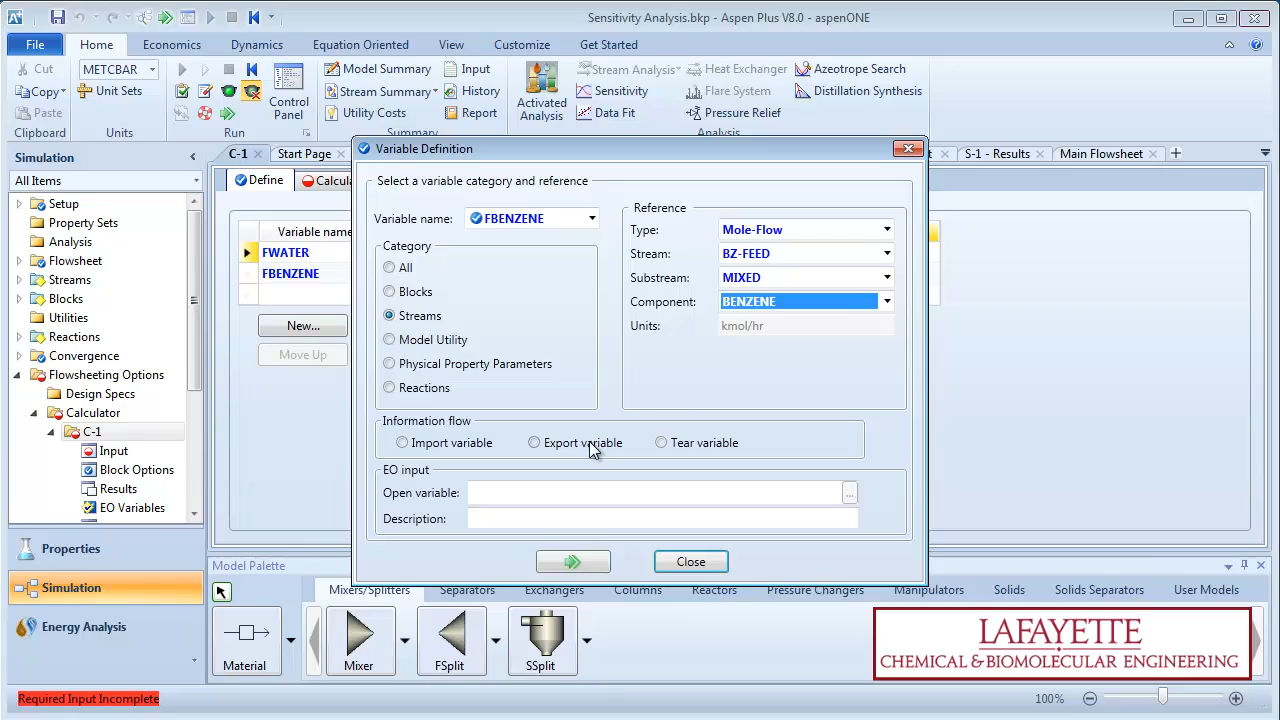 Sensitivity Analysis.bkp - Aspen Plus V8.0 - aspenONE
File Home Economics Dynamics Equation Oriented View Customize Get Started
Cut METCBAR Model Summary Input Stream Analysis Heat Exchanger Azeotrope Search
Copy Unit Sets Control Panel Stream Summary History Activated Analysis Sensitivity Flare System Distillation Synthesis
Paste Utility Costs Report Data Fit Pressure Relief
Clipboard Units Run Summary Analysis
Simulation C-1 Start Page S-1 - Results Main Flowsheet
All Items Define
Setup
Property Sets
Analysis
Flowsheet
Streams
Blocks
Utilities
Reactions
Convergence
Flowsheeting Options
Design Specs
Calculator
C-1
Input
Block Options
Results
EO Variables
Properties
Simulation
Energy Analysis
Variable name
FWATER
FBENZENE
New...
Move Up
Variable Definition
Select a variable category and reference
Variable name: FBENZENE
Category
All
Blocks
Streams
Model Utility
Physical Property Parameters
Reactions
Reference
Type: Mole-Flow
Stream: BZ-FEED
Substream: MIXED
Component: BENZENE
Units: kmol/hr
Information flow
Import variable Export variable Tear variable
EO input
Open variable: ...
Description:
Close
Model Palette
Mixers/Splitters Separators Exchangers Columns Reactors Pressure Changers Manipulators Solids Solids Separators User Models
Material Mixer FSplit SSplit
LAFAYETTE
CHEMICAL & BIOMOLECULAR ENGINEERING
Required Input Incomplete 100%